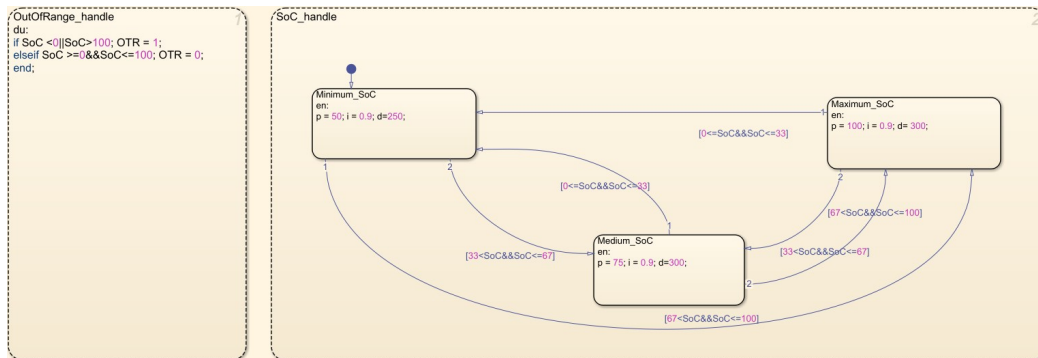 OutOfRange_handle 1
du:
if SoC <0||SoC>100; OTR = 1;
elseif SoC >=0&&SoC<=100; OTR = 0;
end;
SoC_handle 2
Minimum_SoC
en:
p = 50; i = 0.9; d=250;
1
2
Maximum_SoC
en:
p = 100; i = 0.9; d= 300;
1
2
[0<=SoC&&SoC<=33]
[0<=SoC&&SoC<=33]
[67<SoC&&SoC<=100]
Medium_SoC
en:
p = 75; i = 0.9; d=300;
1
2
[33<SoC&&SoC<=67]
[33<SoC&&SoC<=67]
[67<SoC&&SoC<=100]